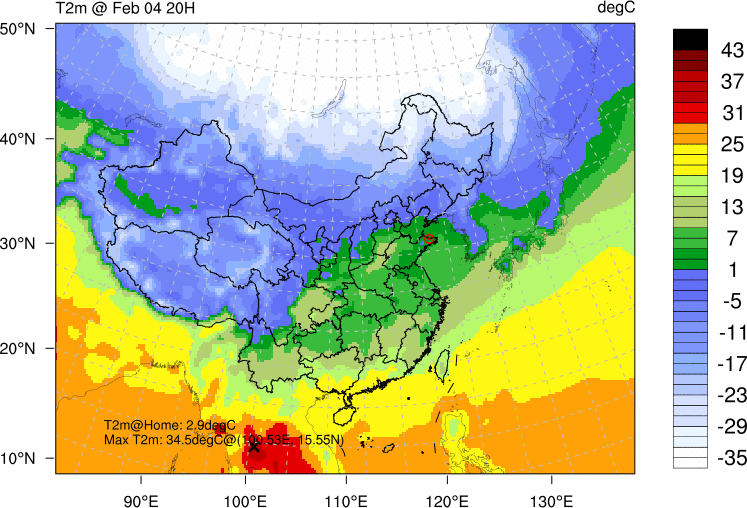 T2m @ Feb 04 20H
degC
50°N
40°N
30°N
20°N
10°N
T2m@Home: 2.9degC
Max T2m: 34.5degC@(100.53E, 15.55N)
90°E
100°E
110°E
120°E
130°E
43
37
31
25
19
13
7
1
-5
-11
-17
-23
-29
-35